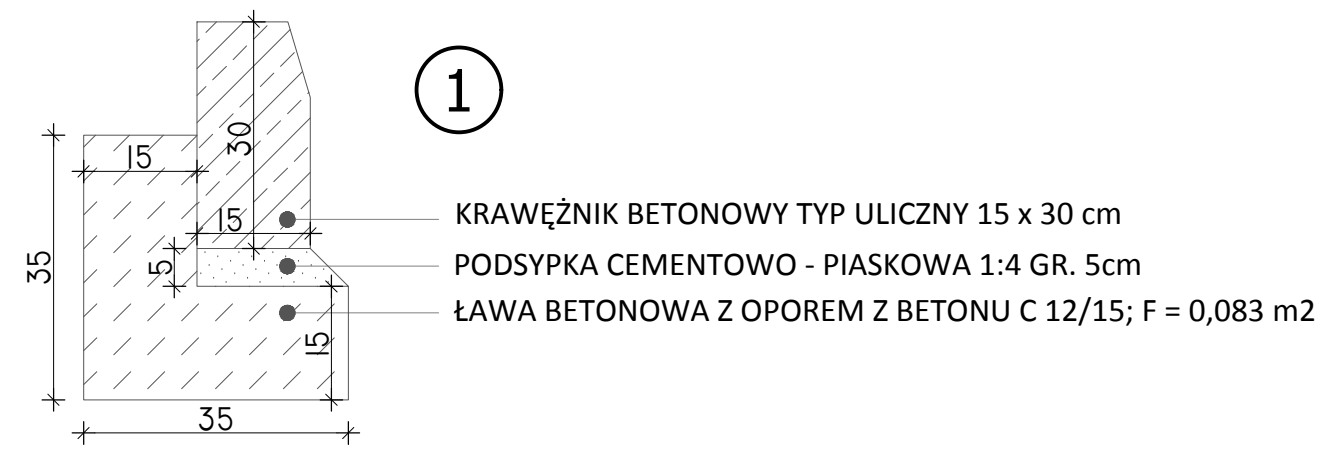 1
30
15
15
35
5
15
35
KRAWĘŻNIK BETONOWY TYP ULICZNY 15 x 30 cm
PODSYPKA CEMENTOWO - PIASKOWA 1:4 GR. 5cm
ŁAWA BETONOWA Z OPOREM Z BETONU C 12/15; F = 0,083 m2